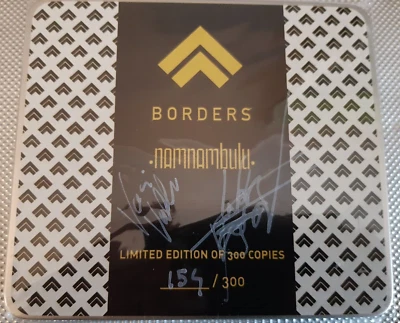 BORDERS
•namnambulu•
LIMITED EDITION OF 300 COPIES
154 / 300